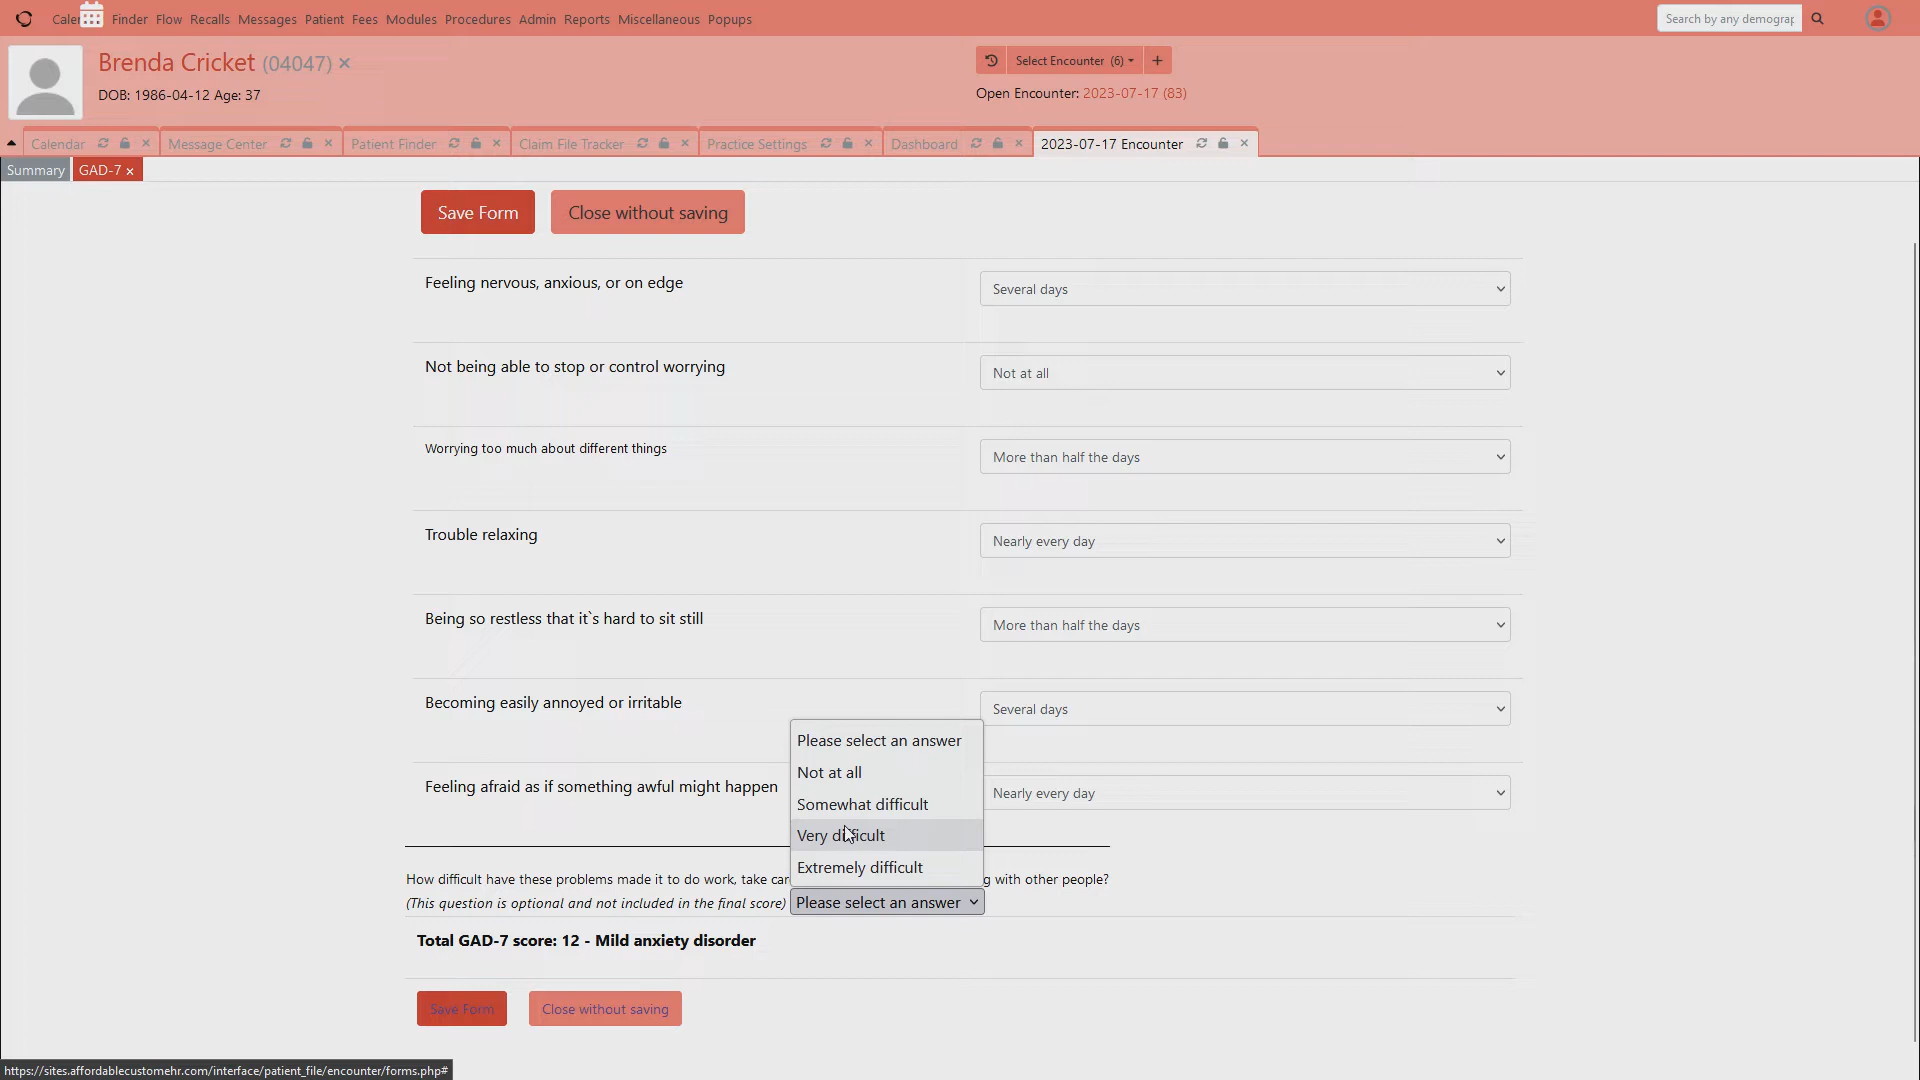 Calen Finder Flow Recalls Messages Patient Fees Modules Procedures Admin Reports Miscellaneous Popups
Search by any demograp
Brenda Cricket (04047)
DOB: 1986-04-12 Age: 37
Select Encounter (6)
Open Encounter: 2023-07-17 (83)
Calendar Message Center Patient Finder Claim File Tracker Practice Settings Dashboard 2023-07-17 Encounter
Summary GAD-7
Save Form Close without saving
Feeling nervous, anxious, or on edge Several days
Not being able to stop or control worrying Not at all
Worrying too much about different things More than half the days
Trouble relaxing Nearly every day
Being so restless that it`s hard to sit still More than half the days
Becoming easily annoyed or irritable Several days
Please select an answer
Not at all
Feeling afraid as if something awful might happen Nearly every day
Somewhat difficult
Very difficult
Extremely difficult
How difficult have these problems made it to do work, take car g with other people?
(This question is optional and not included in the final score) Please select an answer
Total GAD-7 score: 12 - Mild anxiety disorder
Save Form Close without saving
https://sites.affordablecustomehr.com/interface/patient_file/encounter/forms.php#